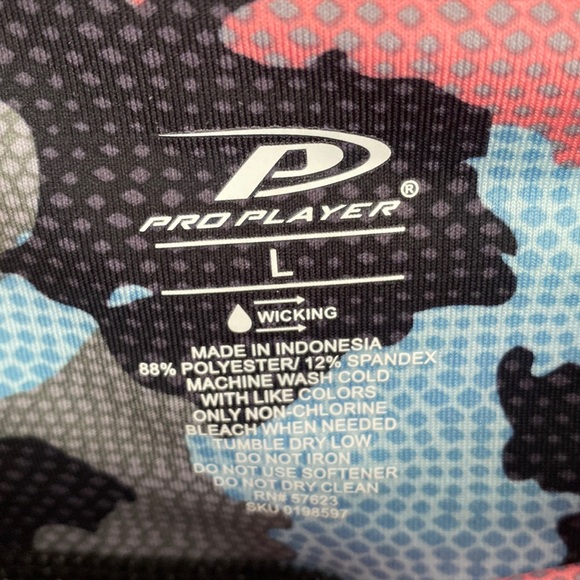 P
PRO PLAYER®
L
WICKING
MADE IN INDONESIA
88% POLYESTER/ 12% SPANDEX
MACHINE WASH COLD
WITH LIKE COLORS
ONLY NON-CHLORINE
BLEACH WHEN NEEDED
TUMBLE DRY LOW
DO NOT IRON
DO NOT USE SOFTENER
DO NOT DRY CLEAN
RN# 57623
SKU 0198597